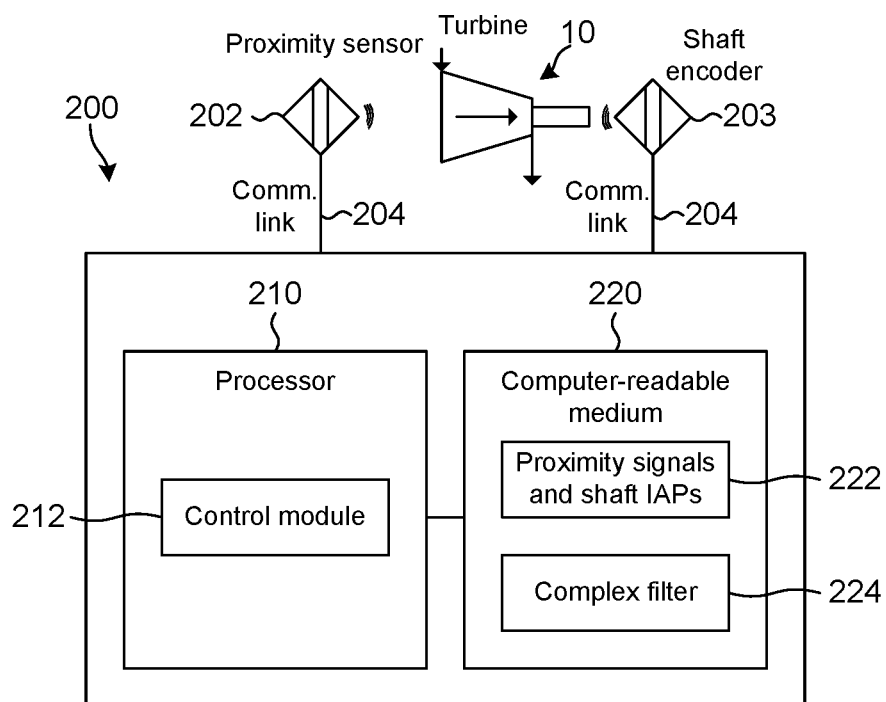 Turbine
10
Proximity sensor
Shaft
encoder
200
202
203
Comm.
link
204
Comm.
link
204
210
220
Processor
Computer-readable
medium
Proximity signals
and shaft IAPs
222
212
Control module
Complex filter
224